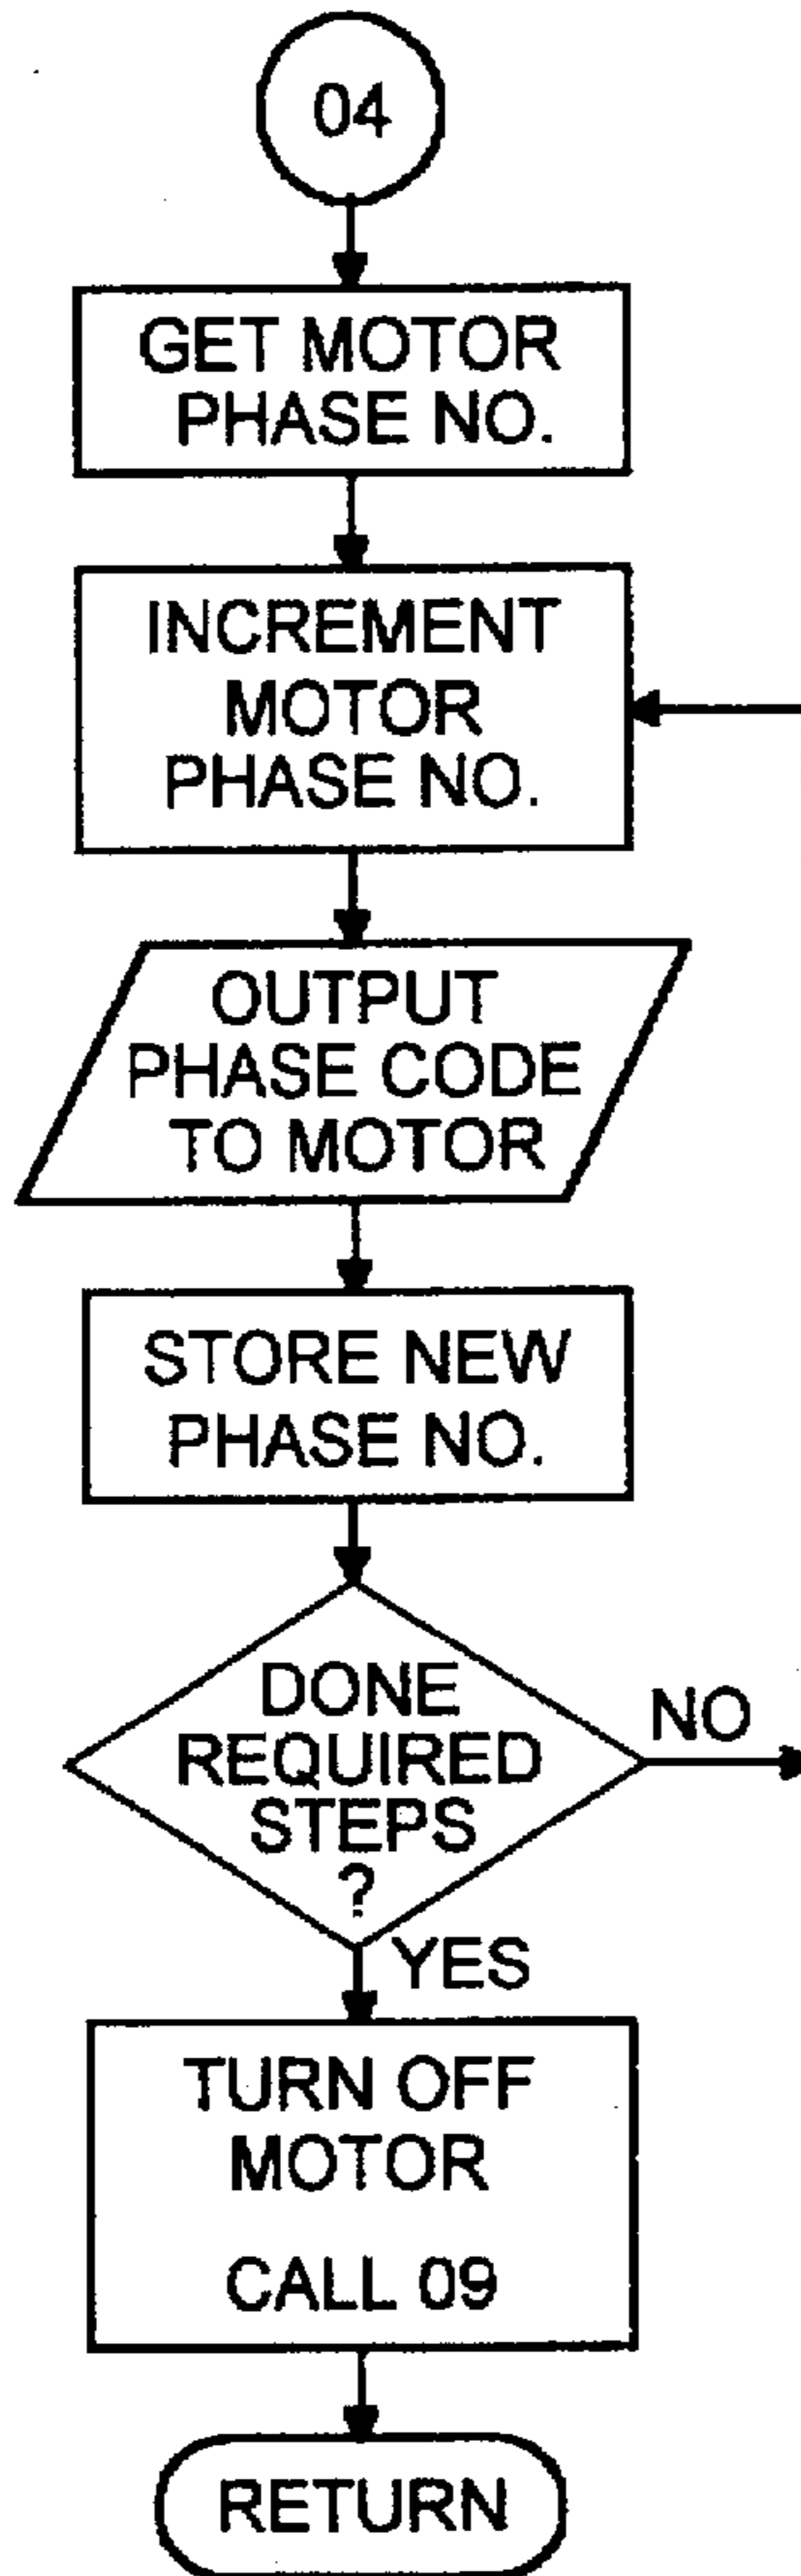 04
GET MOTOR
PHASE NO.
INCREMENT
MOTOR
PHASE NO.
OUTPUT
PHASE CODE
TO MOTOR
STORE NEW
PHASE NO.
DONE
REQUIRED
STEPS
?
NO
YES
TURN OFF
MOTOR
CALL 09
RETURN